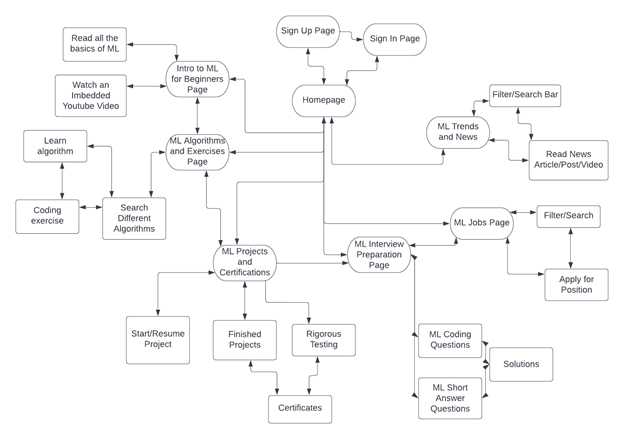 Sign Up Page
Sign In Page
Read all the
basics of ML
Intro to ML
for Beginners
Page
Watch an
Imbedded
Youtube Video
Homepage
Filter/Search Bar
ML Trends
and News
Read News
Article/Post/Video
Learn
algorithm
ML Algorithms
and Exercises
Page
Coding
exercise
Search
Different
Algorithms
ML Jobs Page
Filter/Search
Apply for
Position
ML Projects
and
Certifications
ML Interview
Preparation
Page
Start/Resume
Project
Finished
Projects
Rigorous
Testing
Certificates
ML Coding
Questions
Solutions
ML Short
Answer
Questions